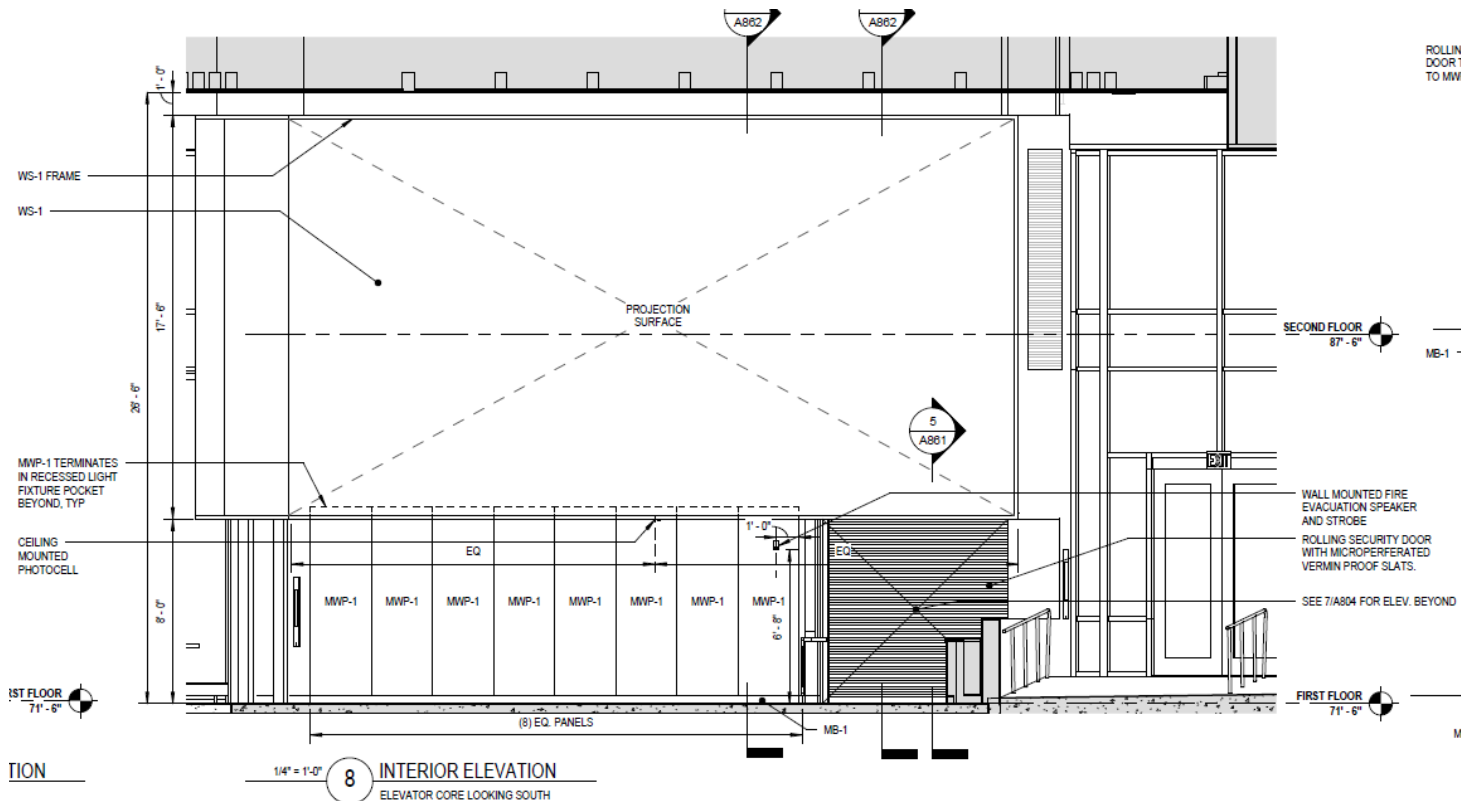 A862
A862
ROLLIN
DOOR T
TO MW
1' - 0"
WS-1 FRAME
WS-1
17' - 6"
26' - 6"
PROJECTION
SURFACE
SECOND FLOOR
87' - 6"
MB-1
5
A861
EXIT
MWP-1 TERMINATES
IN RECESSED LIGHT
FIXTURE POCKET
BEYOND, TYP
WALL MOUNTED FIRE
EVACUATION SPEAKER
AND STROBE
CEILING
MOUNTED
PHOTOCELL
1' - 0"
EQ
EQ
ROLLING SECURITY DOOR
WITH MICROPERFERATED
VERMIN PROOF SLATS.
8' - 0"
MWP-1 MWP-1 MWP-1 MWP-1 MWP-1 MWP-1 MWP-1 MWP-1
6' - 8"
SEE 7/A804 FOR ELEV. BEYOND
RST FLOOR
71' - 6"
FIRST FLOOR
71' - 6"
(8) EQ. PANELS
MB-1
M
TION
1/4" = 1'-0"
8
INTERIOR ELEVATION
ELEVATOR CORE LOOKING SOUTH